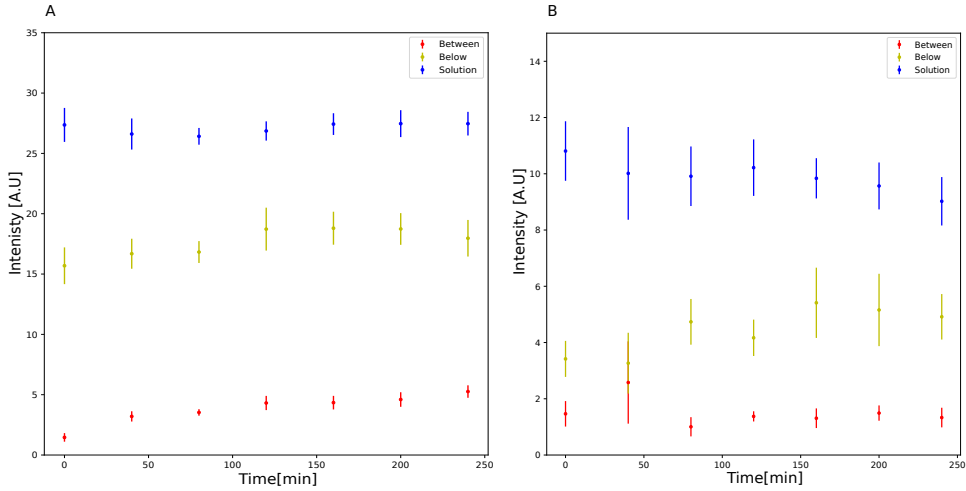 A
Intenisty [A.U]
35
30
25
20
15
10
5
0
0 50 100 150 200 250
Time[min]
Between
Below
Solution
B
Intensity [A.U]
14
12
10
8
6
4
2
0
0 50 100 150 200 250
Time[min]
Between
Below
Solution